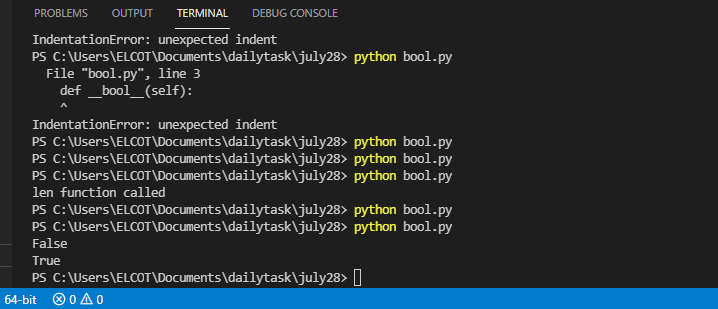 PROBLEMS OUTPUT TERMINAL DEBUG CONSOLE
IndentationError: unexpected indent
PS C:\Users\ELCOT\Documents\dailytask\july28> python bool.py
  File "bool.py", line 3
    def __bool__(self):
    ^
IndentationError: unexpected indent
PS C:\Users\ELCOT\Documents\dailytask\july28> python bool.py
PS C:\Users\ELCOT\Documents\dailytask\july28> python bool.py
PS C:\Users\ELCOT\Documents\dailytask\july28> python bool.py
len function called
PS C:\Users\ELCOT\Documents\dailytask\july28> python bool.py
PS C:\Users\ELCOT\Documents\dailytask\july28> python bool.py
False
True
PS C:\Users\ELCOT\Documents\dailytask\july28>
64-bit 0 0